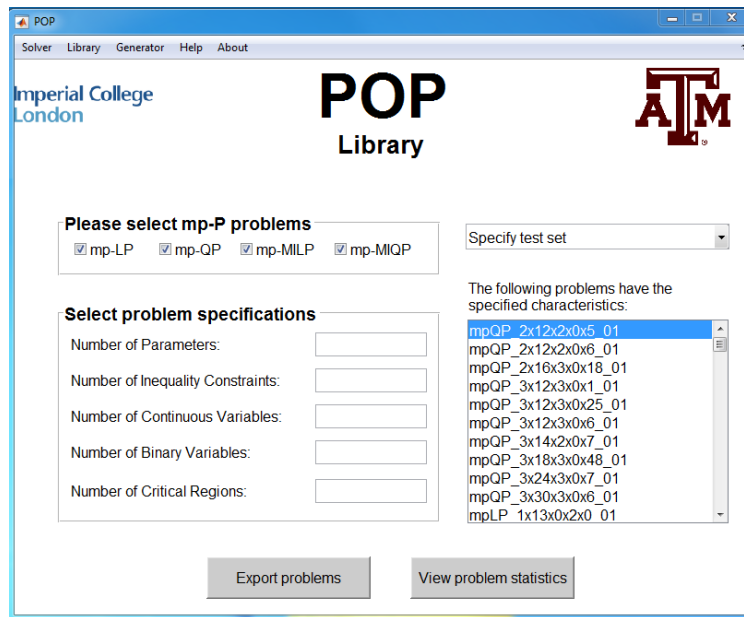 POP
Solver Library Generator Help About
Imperial College
London
POP
Library
ATM
®
Please select mp-P problems
mp-LP mp-QP mp-MILP mp-MIQP
Specify test set
The following problems have the
specified characteristics:
Select problem specifications
Number of Parameters:
Number of Inequality Constraints:
Number of Continuous Variables:
Number of Binary Variables:
Number of Critical Regions:
mpQP_2x12x2x0x5_01
mpQP_2x12x2x0x6_01
mpQP_2x16x3x0x18_01
mpQP_3x12x3x0x1_01
mpQP_3x12x3x0x25_01
mpQP_3x12x3x0x6_01
mpQP_3x14x2x0x7_01
mpQP_3x18x3x0x48_01
mpQP_3x24x3x0x7_01
mpQP_3x30x3x0x6_01
mpLP_1x13x0x2x0_01
Export problems
View problem statistics